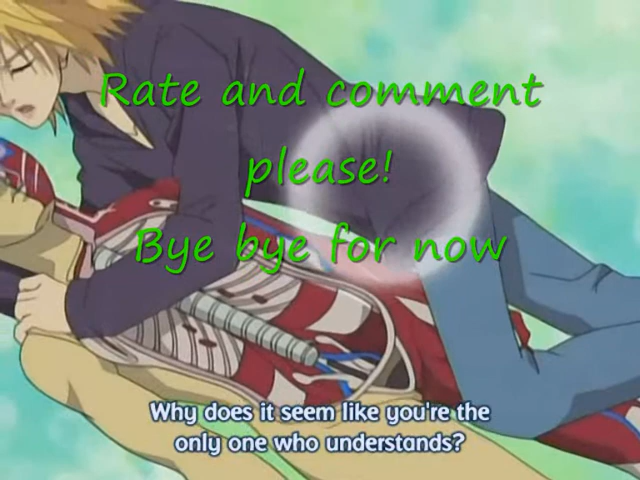 Rate and comment
please!
Bye bye for now
Why does it seem like you're the
only one who understands?